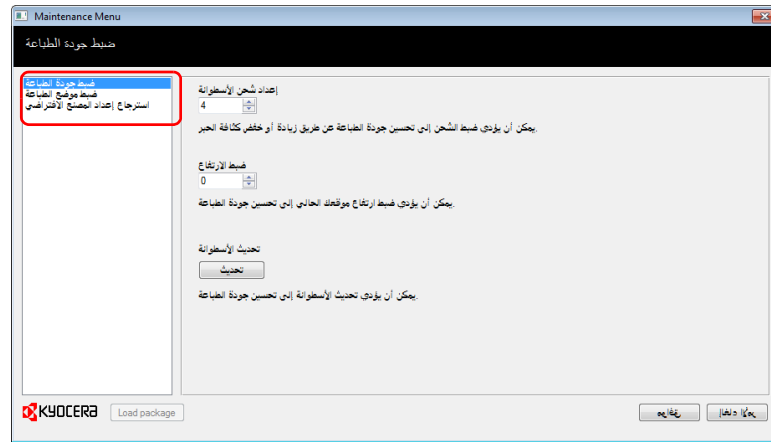 Maintenance Menu
ضبط جودة الطباعة
ضبط جودة الطباعة
ضبط موضع الطباعة
استرجاع إعداد المصنع الافتراضي
إعداد شحن الأسطوانة
4
يمكن أن يؤدي ضبط الشحن إلى تحسين جودة الطباعة عن طريق زيادة أو خفض كثافة الحبر.
ضبط الارتفاع
0
يمكن أن يؤدي ضبط ارتفاع موقعك الحالي إلى تحسين جودة الطباعة.
تحديث الأسطوانة
تحديث
يمكن أن يؤدي تحديث الأسطوانة إلى تحسين جودة الطباعة.
KYOCERA
Load package
موافق
إلغاء الأمر